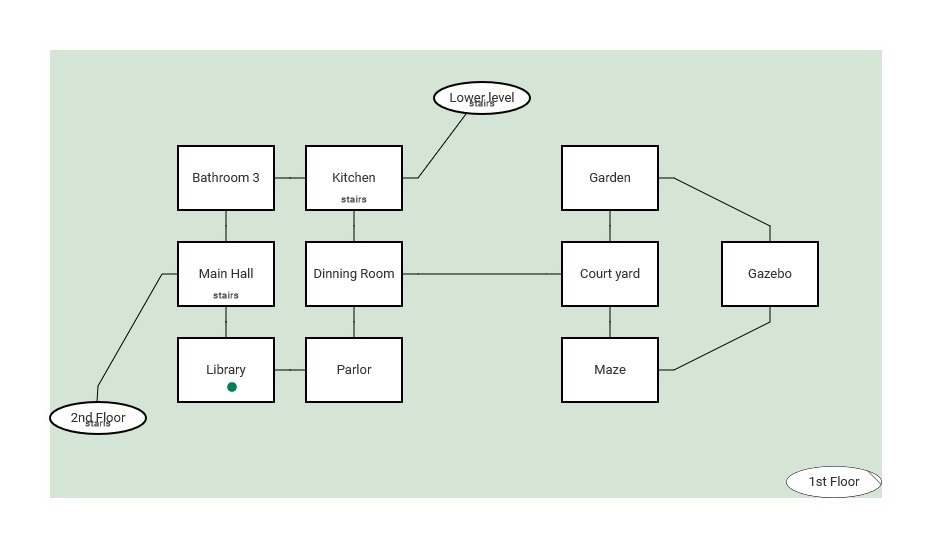 Lower level
stairs
Bathroom 3
Kitchen
stairs
Garden
Main Hall
stairs
Dinning Room
Court yard
Gazebo
Library
Parlor
Maze
2nd Floor
stairs
1st Floor